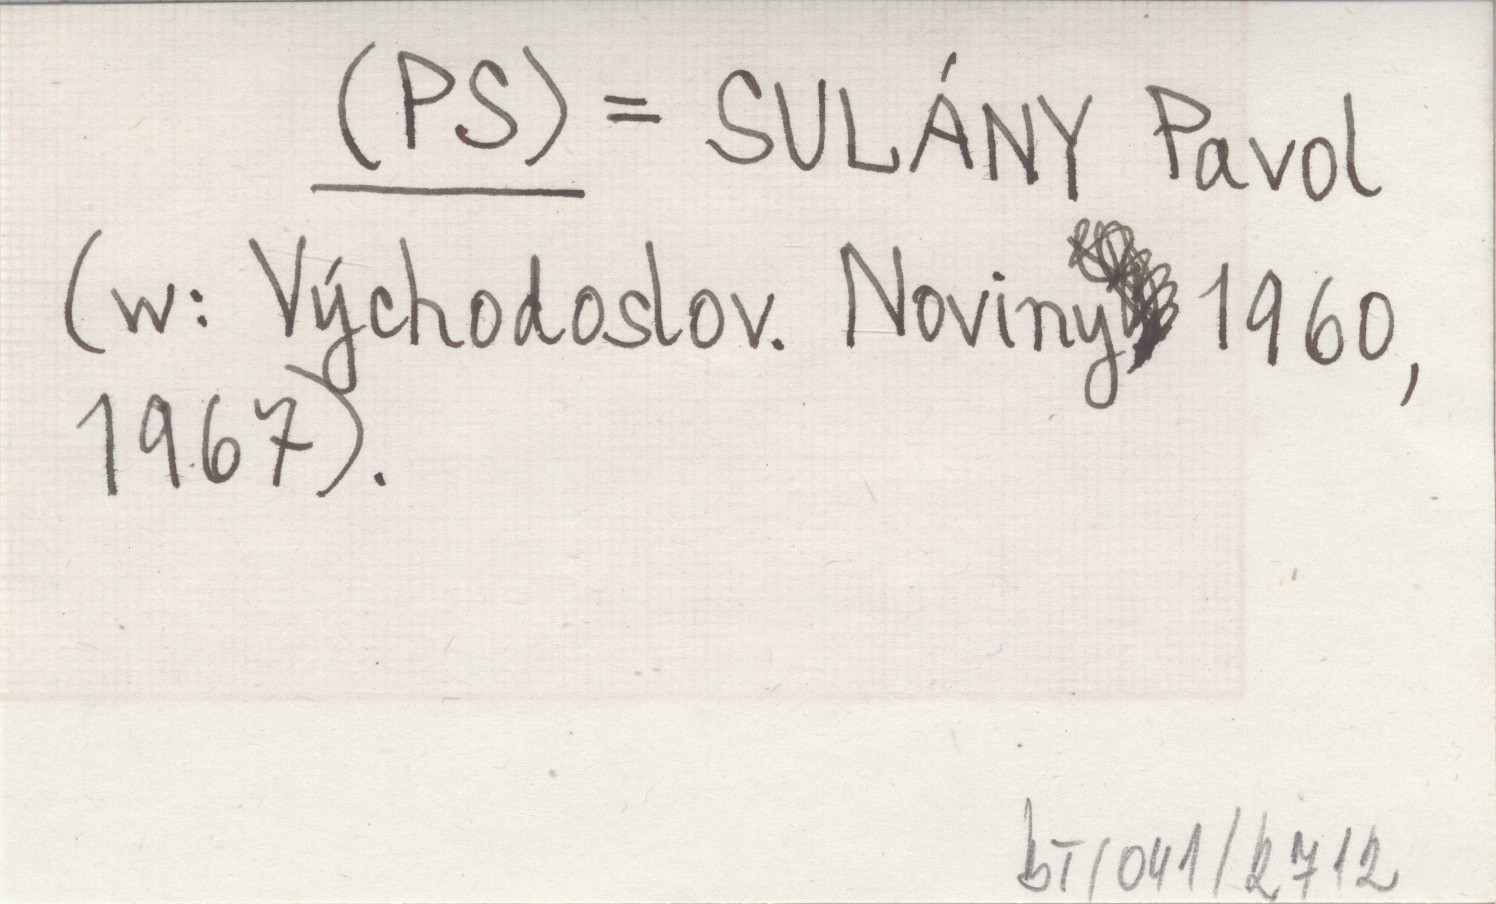 (PS) = SULÁNY Pavol
(w: Východoslov. Noviny 1960,
1967).
bT/041/2712